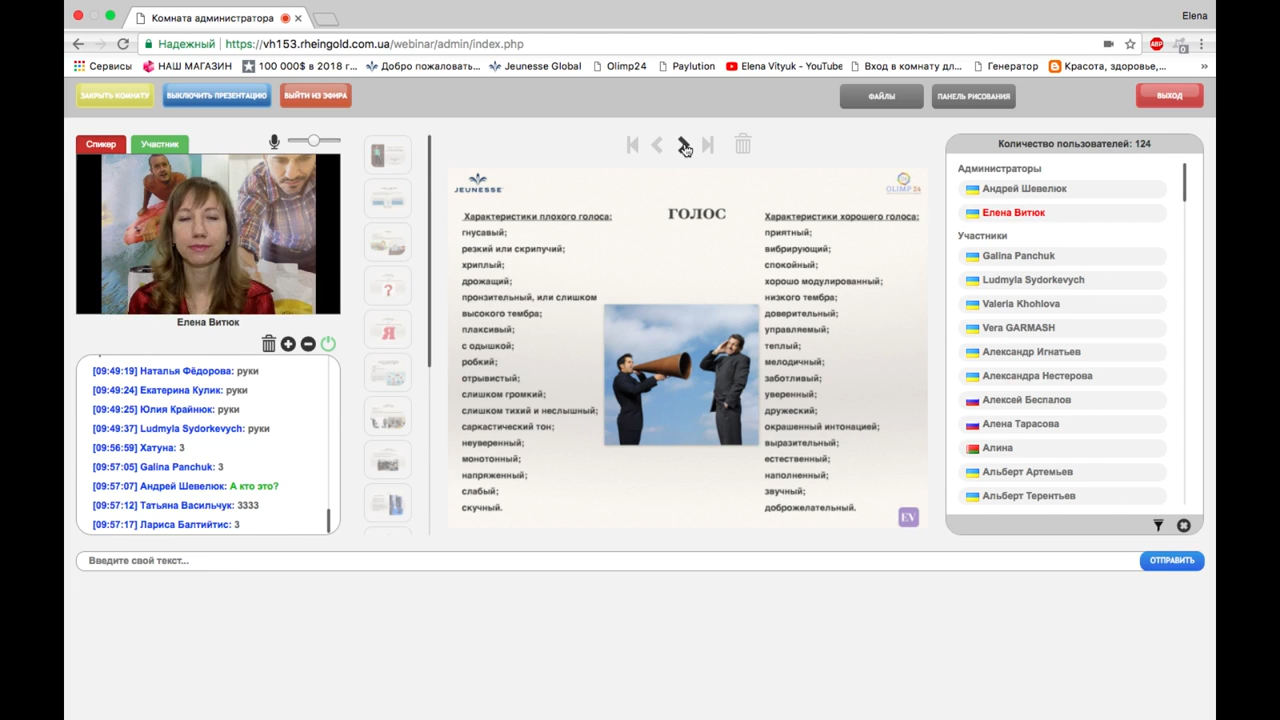 Комната администратора
Elena
Надежный
https://vh153.rheingold.com.ua/webinar/admin/index.php
ABP
0
Сервисы
НАШ МАГАЗИН
100 000$ в 2018 г...
Добро пожаловать...
Jeunesse Global
Olimp24
Paylution
Elena Vityuk - YouTube
Вход в комнату дл...
Генератор
Красота, здоровье,...
»
ЗАКРЫТЬ КОМНАТУ
ВЫКЛЮЧИТЬ ПРЕЗЕНТАЦИЮ
ВЫЙТИ ИЗ ЭФИРА
ФАЙЛЫ
ПАНЕЛЬ РИСОВАНИЯ
ВЫХОД
Спикер
Участник
Елена Витюк
[09:49:19] Наталья Фёдорова: руки
[09:49:24] Екатерина Кулик: руки
[09:49:25] Юлия Крайнюк: руки
[09:49:37] Ludmyla Sydorkevych: руки
[09:56:59] Хатуна: 3
[09:57:05] Galina Panchuk: 3
[09:57:07] Андрей Шевелюк: А кто это?
[09:57:12] Татьяна Васильчук: 3333
[09:57:17] Лариса Балтийтис: 3
?
Я
JEUNESSE
OLIMP 24
ГОЛОС
Характеристики плохого голоса:
гнусавый;
резкий или скрипучий;
хриплый;
дрожащий;
пронзительный, или слишком
высокого тембра;
плаксивый;
с одышкой;
робкий;
отрывистый;
слишком громкий;
слишком тихий и неслышный;
саркастический тон;
неуверенный;
монотонный;
напряженный;
слабый;
скучный.
Характеристики хорошего голоса:
приятный;
вибрирующий;
спокойный;
хорошо модулированный;
низкого тембра;
доверительный;
управляемый;
теплый;
мелодичный;
заботливый;
уверенный;
дружеский;
окрашенный интонацией;
выразительный;
естественный;
наполненный;
звучный;
доброжелательный.
EV
Количество пользователей: 124
Администраторы
Андрей Шевелюк
Елена Витюк
Участники
Galina Panchuk
Ludmyla Sydorkevych
Valeria Khohlova
Vera GARMASH
Александр Игнатьев
Александра Нестерова
Алексей Беспалов
Алена Тарасова
Алина
Альберт Артемьев
Альберт Терентьев
Введите свой текст...
ОТПРАВИТЬ